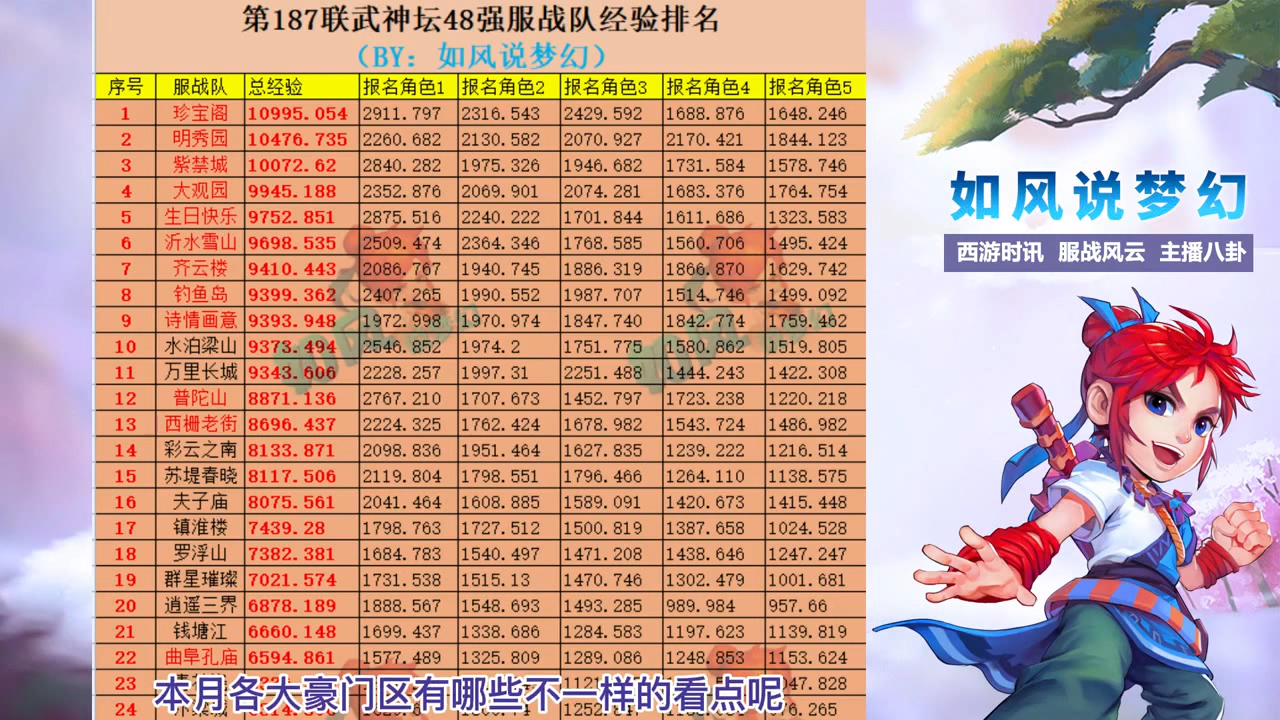 第187联武神坛48强服战队经验排名
（BY：如风说梦幻）
序号 服战队 总经验 报名角色1 报名角色2 报名角色3 报名角色4 报名角色5
1 珍宝阁 10995.054 2911.797 2316.543 2429.592 1688.876 1648.246
2 明秀园 10476.735 2260.682 2130.582 2070.927 2170.421 1844.123
3 紫禁城 10072.62 2840.282 1975.326 1946.682 1731.584 1578.746
4 大观园 9945.188 2352.876 2069.901 2074.281 1683.376 1764.754
5 生日快乐 9752.851 2875.516 2240.222 1701.844 1611.686 1323.583
6 沂水雪山 9698.535 2509.474 2364.346 1768.585 1560.706 1495.424
7 齐云楼 9410.443 2086.767 1940.745 1886.319 1866.870 1629.742
8 钓鱼岛 9399.362 2407.265 1990.552 1987.707 1514.746 1499.092
9 诗情画意 9393.948 1972.998 1970.974 1847.740 1842.774 1759.462
10 水泊梁山 9373.494 2546.852 1974.2 1751.775 1580.862 1519.805
11 万里长城 9343.606 2228.257 1997.31 2251.488 1444.243 1422.308
12 普陀山 8871.136 2767.210 1707.673 1452.797 1723.238 1220.218
13 西栅老街 8696.437 2224.325 1762.424 1678.982 1543.724 1486.982
14 彩云之南 8133.871 2098.836 1951.464 1627.835 1239.222 1216.514
15 苏堤春晓 8117.506 2119.804 1798.551 1796.466 1264.110 1138.575
16 夫子庙 8075.561 2041.464 1608.885 1589.091 1420.673 1415.448
17 镇淮楼 7439.28 1798.763 1727.512 1500.819 1387.658 1024.528
18 罗浮山 7382.381 1684.783 1540.497 1471.208 1438.646 1247.247
19 群星璀璨 7021.574 1731.538 1515.13 1470.746 1302.479 1001.681
20 逍遥三界 6878.189 1888.567 1548.693 1493.285 989.984 957.66
21 钱塘江 6660.148 1699.437 1338.686 1284.583 1197.623 1139.819
22 曲阜孔庙 6594.861 1577.489 1325.809 1289.086 1248.853 1153.624
23
24
本月各大豪门区有哪些不一样的看点呢
如风说梦幻
西游时讯 服战风云 主播八卦